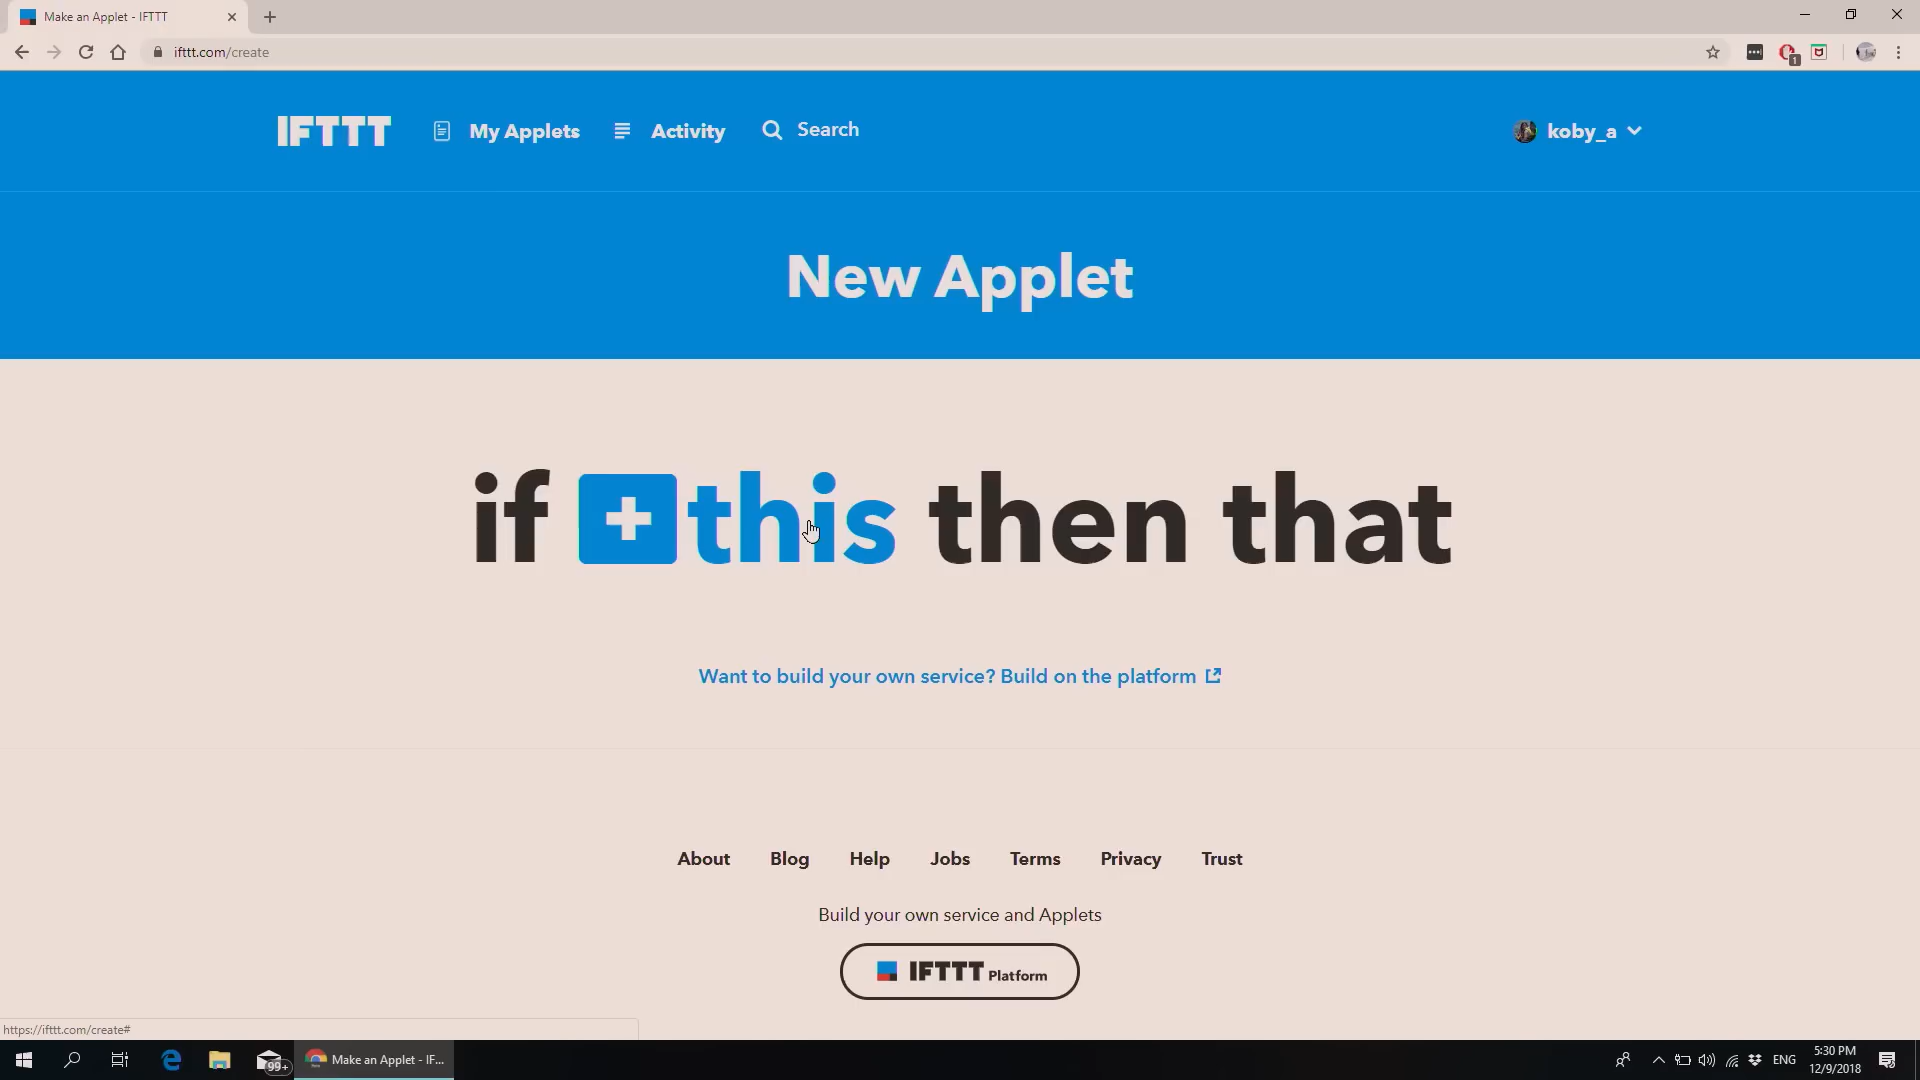 Make an Applet - IFTTT
ifttt.com/create
1
IFTTT
My Applets
Activity
Search
koby_a
New Applet
if + this then that
Want to build your own service? Build on the platform
About Blog Help Jobs Terms Privacy Trust
Build your own service and Applets
IFTTT Platform
https://ifttt.com/create#
99+
Make an Applet - IF...
ENG
5:30 PM
12/9/2018